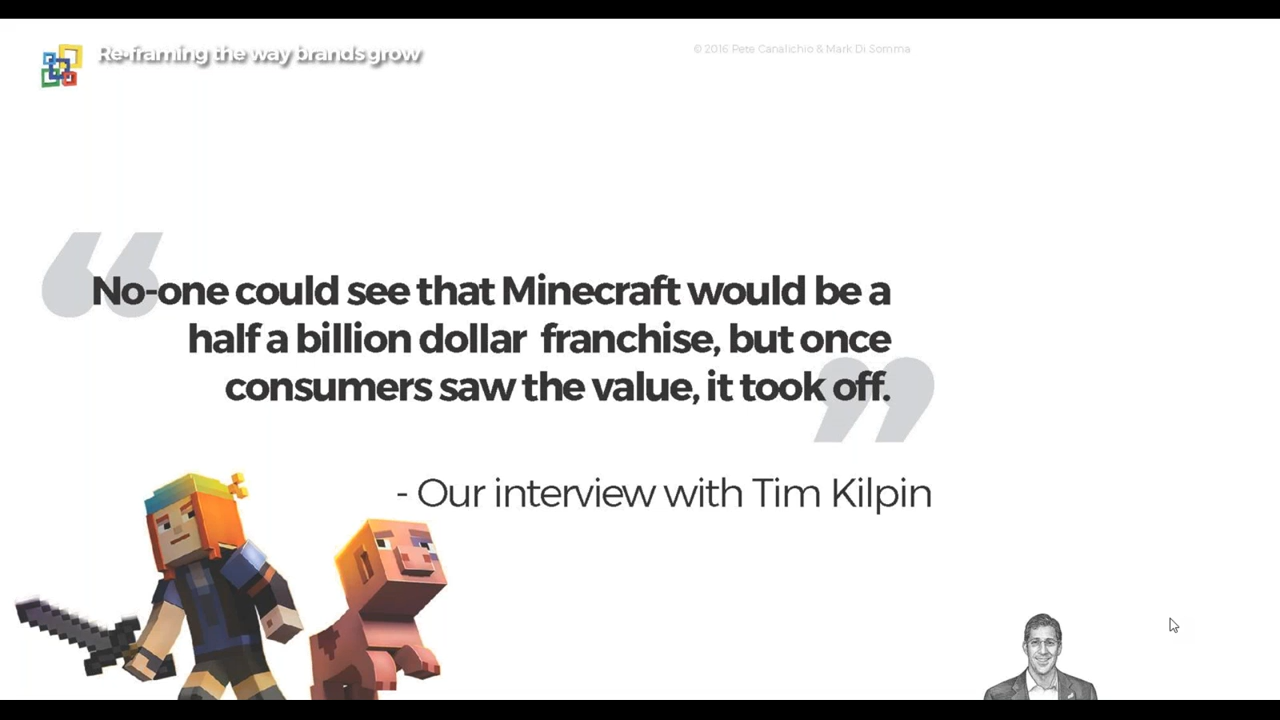 Re-framing the way brands grow
© 2016 Pete Canalichio & Mark Di Somma
“No-one could see that Minecraft would be a
half a billion dollar franchise, but once
consumers saw the value, it took off.”
- Our interview with Tim Kilpin